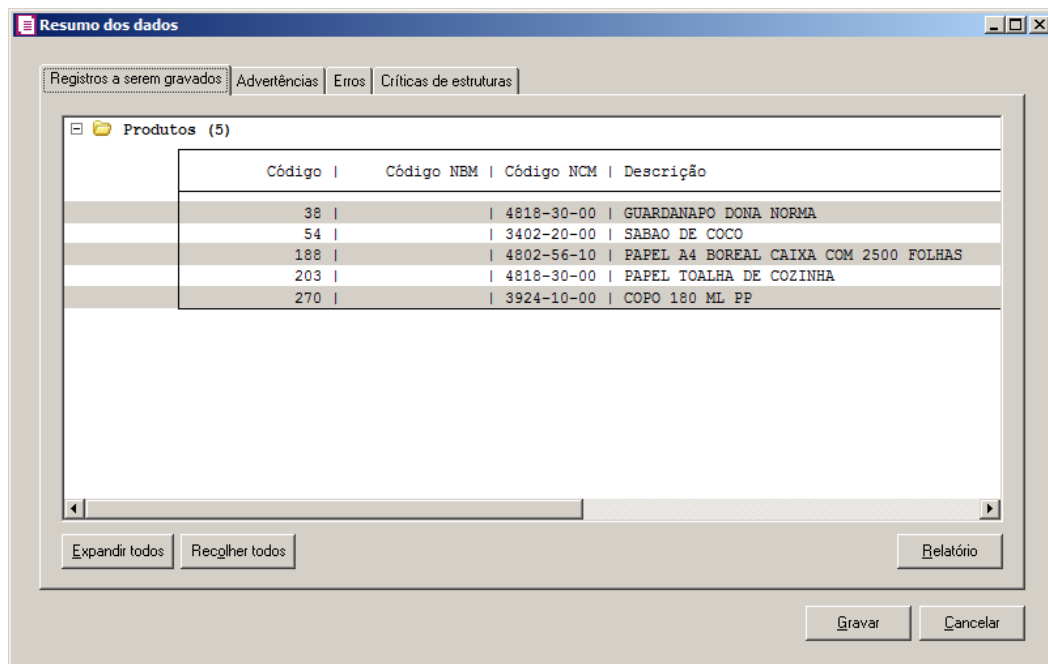 Resumo dos dados
Registros a serem gravados Advertências Erros Críticas de estruturas
Produtos (5)
Código | Código NBM | Código NCM | Descrição
38 | | 4818-30-00 | GUARDANAPO DONA NORMA
54 | | 3402-20-00 | SABAO DE COCO
188 | | 4802-56-10 | PAPEL A4 BOREAL CAIXA COM 2500 FOLHAS
203 | | 4818-30-00 | PAPEL TOALHA DE COZINHA
270 | | 3924-10-00 | COPO 180 ML PP
Expandir todos Recolher todos Relatório
Gravar Cancelar